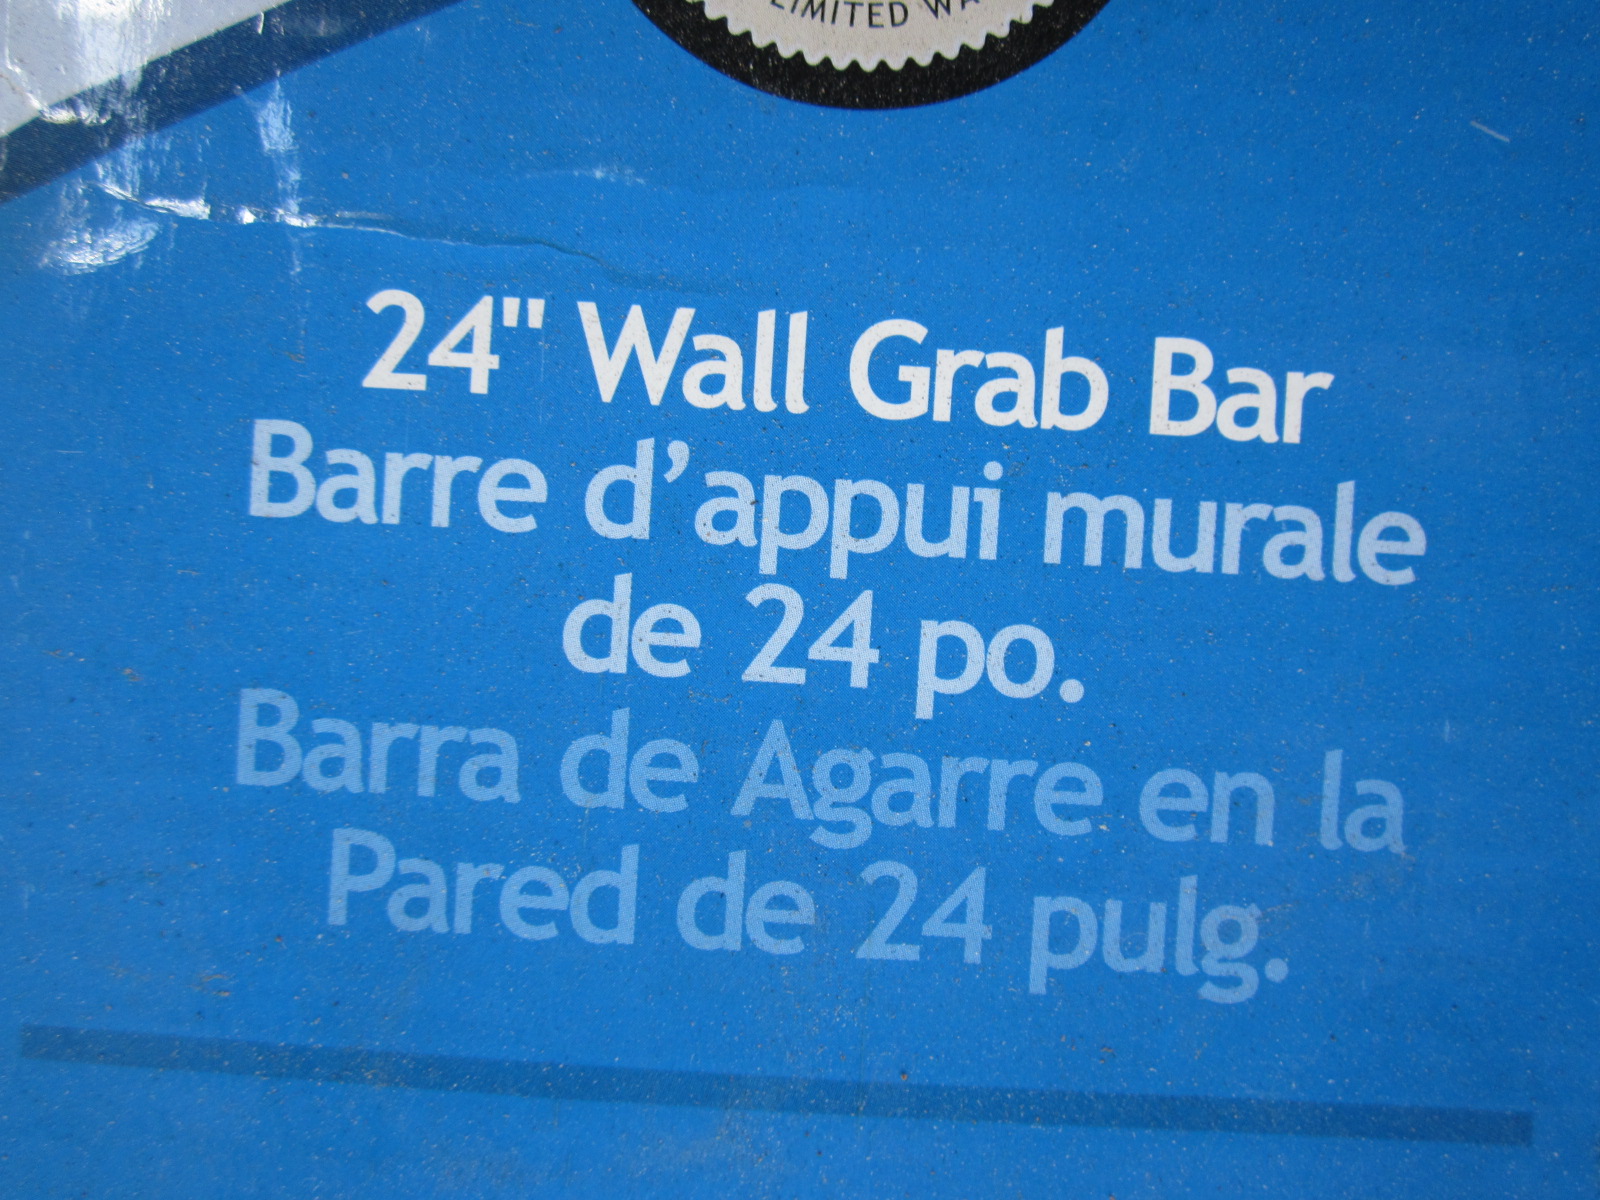 LIMITED
24" Wall Grab Bar
Barre d’appui murale
de 24 po.
Barra de Agarre en la
Pared de 24 pulg.